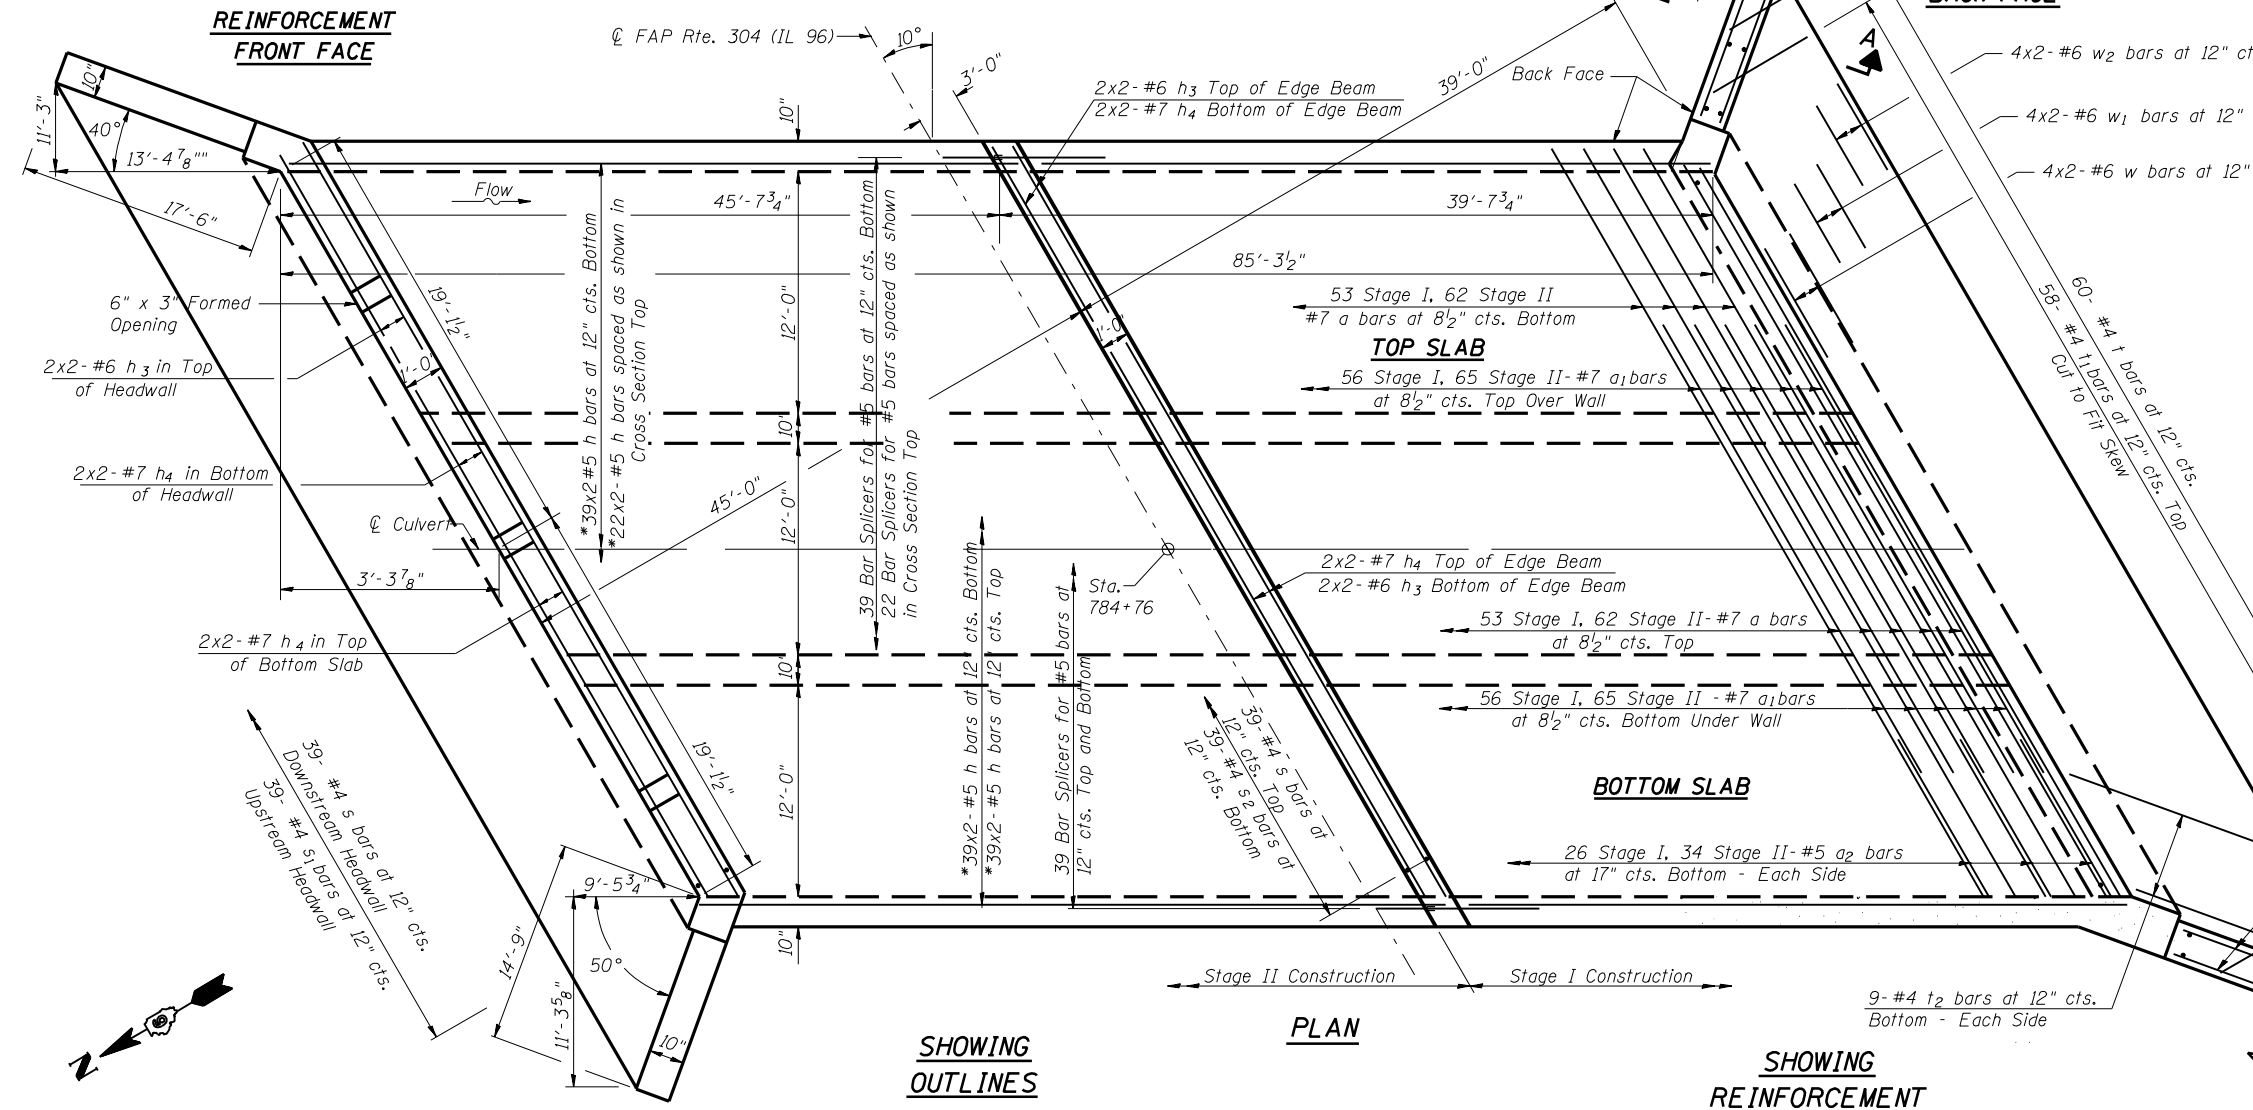 REINFORCEMENT
FRONT FACE
℄ FAP Rte. 304 (IL 96)
10°
3'-0"
2x2-#6 h3 Top of Edge Beam
2x2-#7 h4 Bottom of Edge Beam
39'-0"
Back Face
A
4x2-#6 w2 bars at 12"
4x2-#6 w1 bars at 12"
4x2-#6 w bars at 12"
10"
11'-3"
40°
13'-4 7/8""
17'-6"
10"
Flow
45'-7 3/4"
39'-7 3/4"
85'-3 1/2"
6" x 3" Formed
Opening
19'-1 1/2"
2x2-#6 h3 in Top
of Headwall
1'-0"
*39x2#5 h bars at 12" cts. Bottom
*22x2-#5 h bars spaced as shown in
Cross Section Top
12'-0"
39 Bar Splicers for #5 bars at 12" cts. Bottom
22 Bar Splicers for #5 bars spaced as shown
in Cross Section Top
1'-0"
53 Stage I, 62 Stage II
#7 a bars at 8 1/2" cts. Bottom
TOP SLAB
56 Stage I, 65 Stage II-#7 a1 bars
at 8 1/2" cts. Top Over Wall
60- #4 t bars at 12" cts.
58- #4 t1 bars at 12" cts. Top
Cut to Fit Skew
10"
2x2-#7 h4 in Bottom
of Headwall
45'-0"
℄ Culvert
12'-0"
3'-3 7/8"
Sta.
784+76
2x2-#7 h4 Top of Edge Beam
2x2-#6 h3 Bottom of Edge Beam
2x2-#7 h4 in Top
of Bottom Slab
53 Stage I, 62 Stage II-#7 a bars
at 8 1/2" cts. Top
10"
*39x2-#5 h bars at 12" cts. Bottom
*39x2-#5 h bars at 12" cts. Top
39 Bar Splicers for #5 bars at
12" cts. Top and Bottom
39-#4 s bars at
12" cts. Top
39-#4 s2 bars at
12" cts. Bottom
56 Stage I, 65 Stage II -#7 a1 bars
at 8 1/2" cts. Bottom Under Wall
39- #4 s bars at 12" cts.
Downstream Headwall
39- #4 s1 bars at 12" cts.
Upstream Headwall
19'-1 1/2"
12'-0"
BOTTOM SLAB
26 Stage I, 34 Stage II-#5 a2 bars
at 17" cts. Bottom - Each Side
9'-5 3/4"
14'-9"
50°
11'-3 5/8"
10"
10"
Stage II Construction
Stage I Construction
9-#4 t2 bars at 12" cts.
Bottom - Each Side
N
PLAN
SHOWING
OUTLINES
SHOWING
REINFORCEMENT